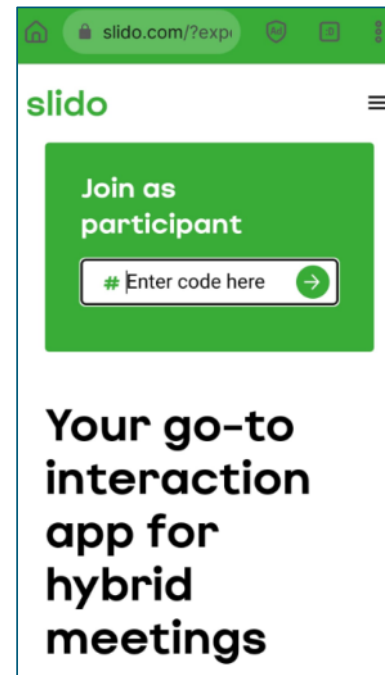 slido.com/?exp
slido
Join as
participant
# Enter code here
Your go-to
interaction
app for
hybrid
meetings